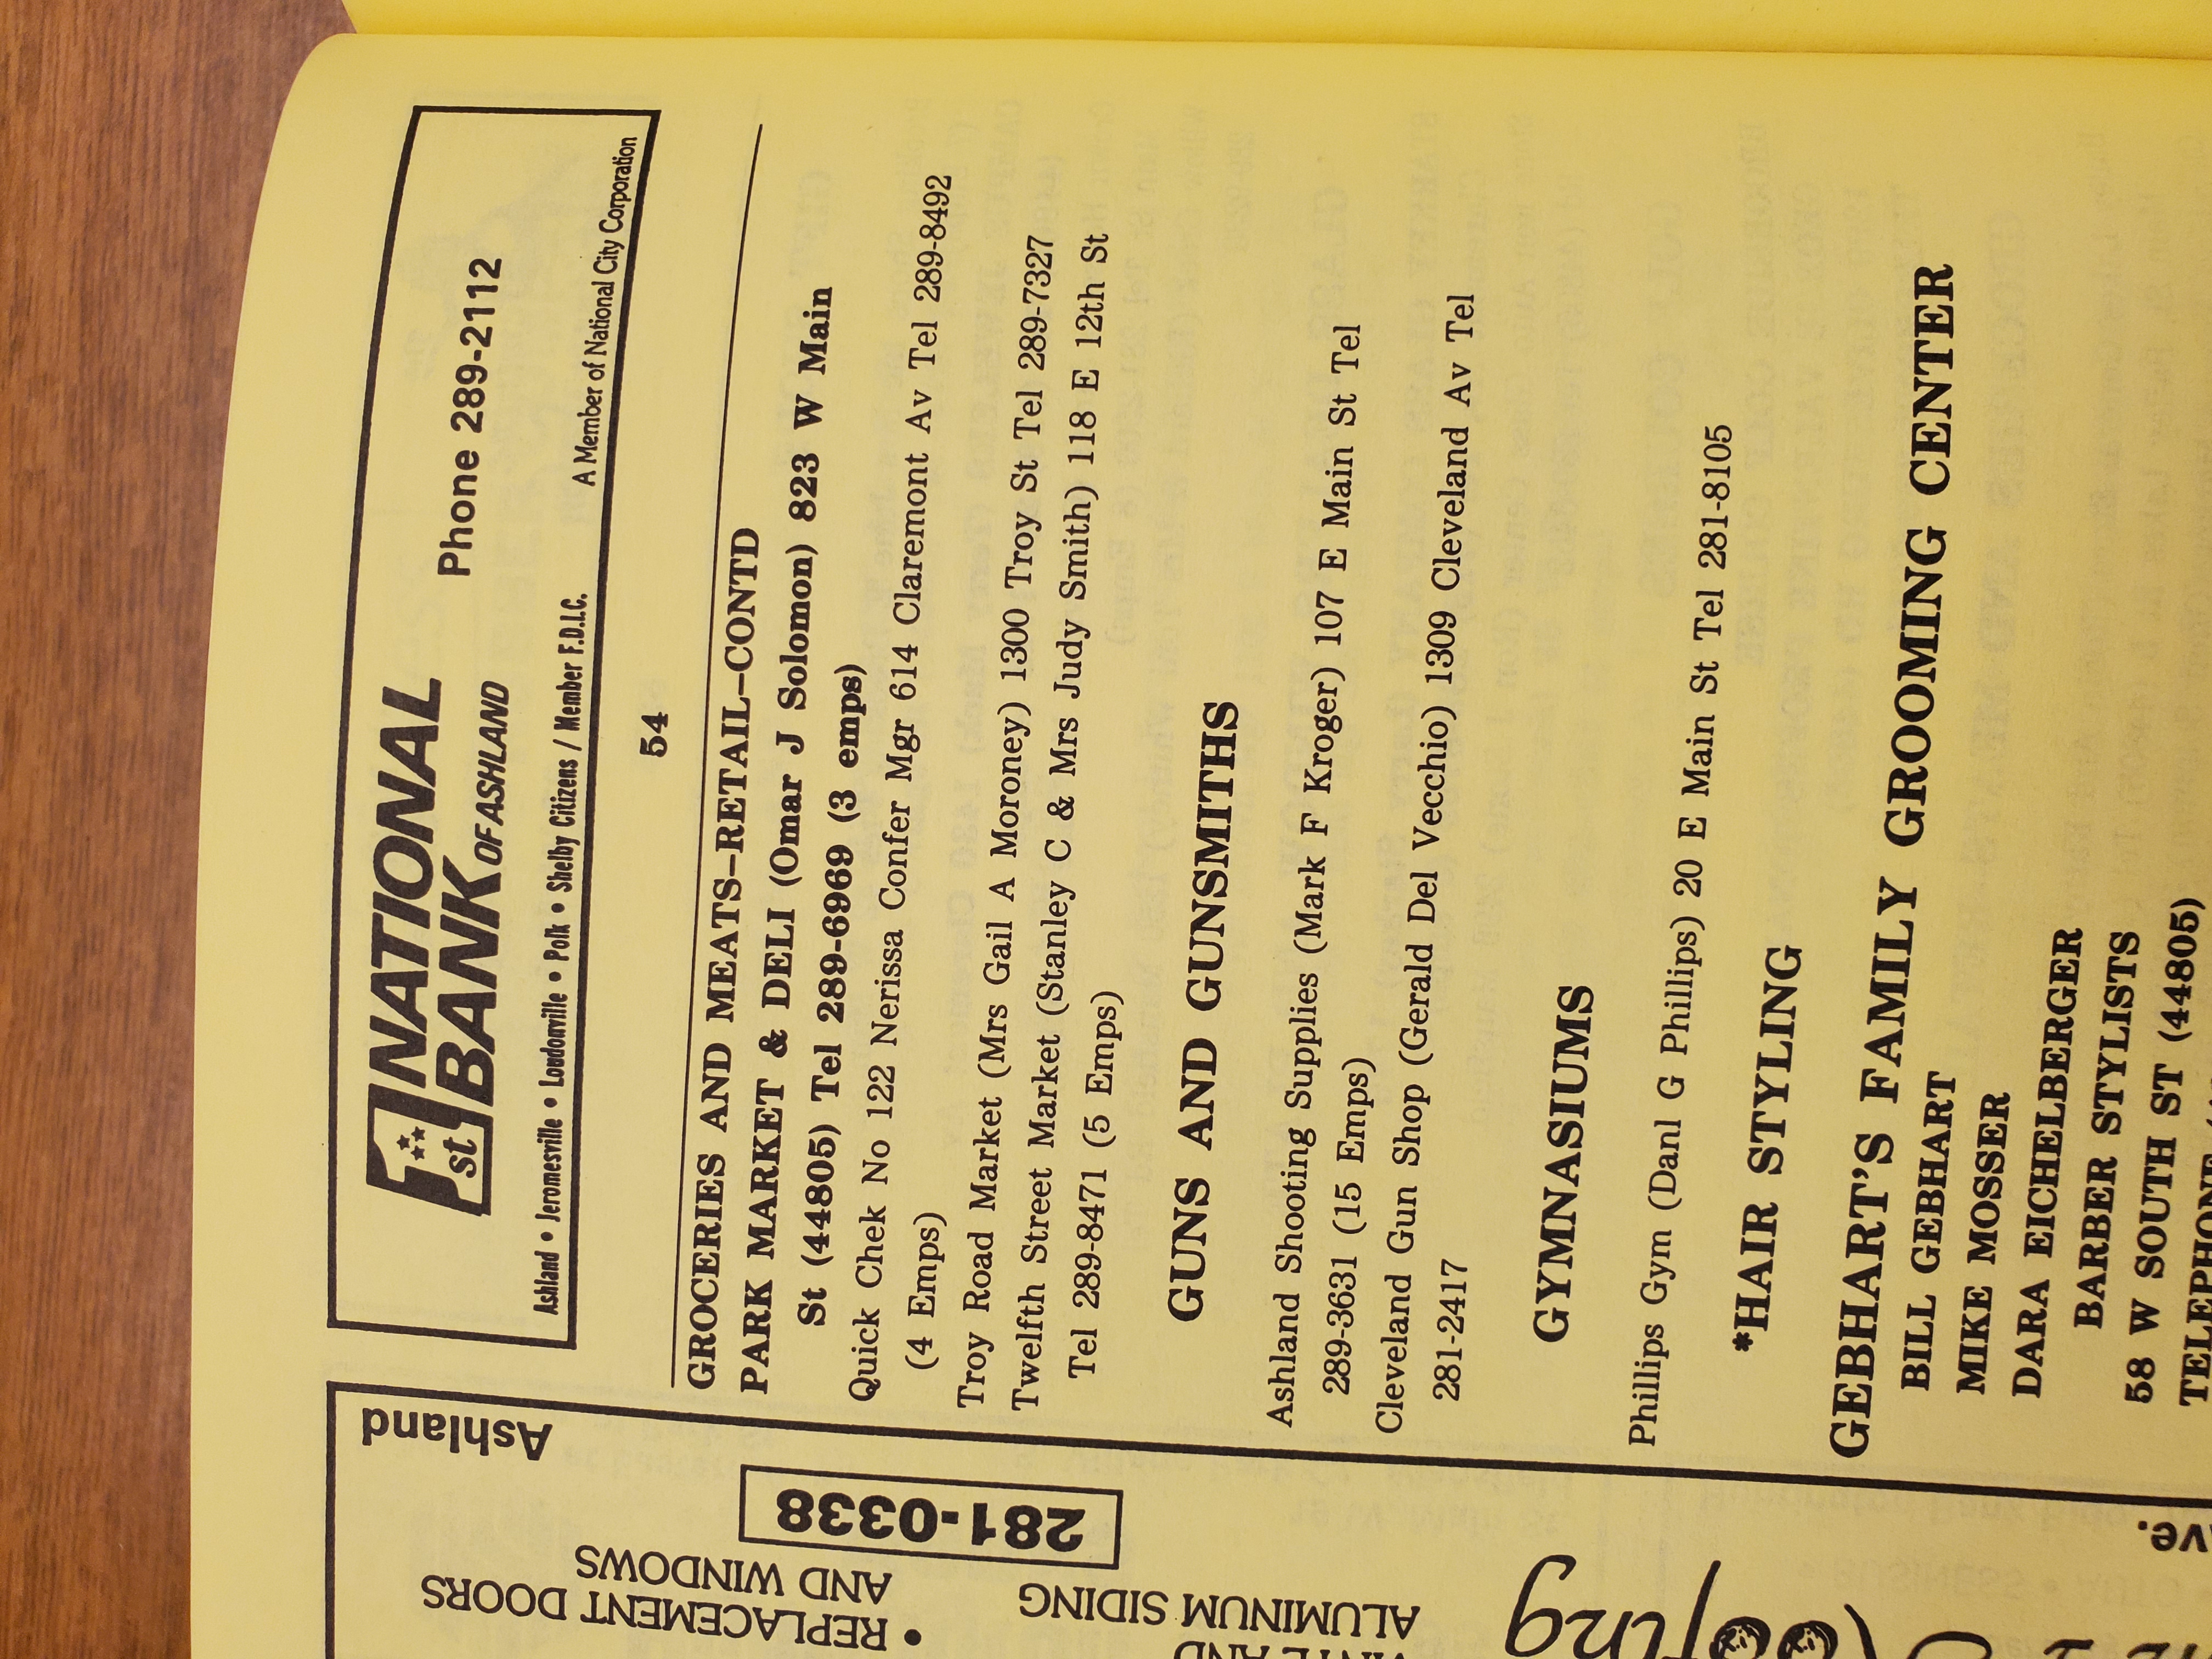 1st NATIONAL
BANK OF ASHLAND
Phone 289-2112
Ashland • Jeromesville • Loudonville • Polk • Shelby Citizens / Member F.D.I.C.
A Member of National City Corporation
54
GROCERIES AND MEATS–RETAIL–CONTD
PARK MARKET & DELI (Omar J Solomon) 823 W Main
St (44805) Tel 289-6969 (3 emps)
Quick Chek No 122 Nerissa Confer Mgr 614 Claremont Av Tel 289-8492
(4 Emps)
Troy Road Market (Mrs Gail A Moroney) 1300 Troy St Tel 289-7327
Twelfth Street Market (Stanley C & Mrs Judy Smith) 118 E 12th St
Tel 289-8471 (5 Emps)
GUNS AND GUNSMITHS
Ashland Shooting Supplies (Mark F Kroger) 107 E Main St Tel
289-3631 (15 Emps)
Cleveland Gun Shop (Gerald Del Vecchio) 1309 Cleveland Av Tel
281-2417
GYMNASIUMS
Phillips Gym (Danl G Phillips) 20 E Main St Tel 281-8105
*HAIR STYLING
GEBHART'S FAMILY GROOMING CENTER
BILL GEBHART
MIKE MOSSER
DARA EICHELBERGER
BARBER STYLISTS
58 W SOUTH ST (44805)
TELEPHONE
Ashland
281-0338
• REPLACEMENT DOORS
AND WINDOWS
AND
ALUMINUM SIDING